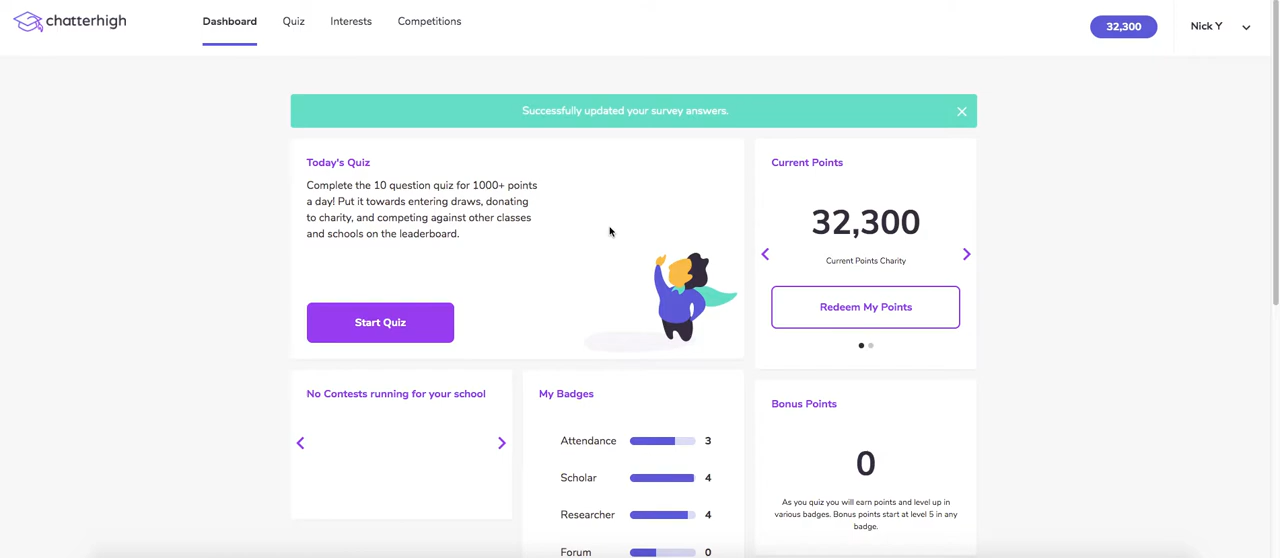 chatterhigh
Dashboard
Quiz
Interests
Competitions
32,300
Nick Y
Successfully updated your survey answers.
Today's Quiz
Complete the 10 question quiz for 1000+ points
a day! Put it towards entering draws, donating
to charity, and competing against other classes
and schools on the leaderboard.
Start Quiz
Current Points
32,300
Current Points Charity
Redeem My Points
No Contests running for your school
My Badges
Attendance 3
Scholar 4
Researcher 4
Forum 0
Bonus Points
0
As you quiz you will earn points and level up in
various badges. Bonus points start at level 5 in any
badge.